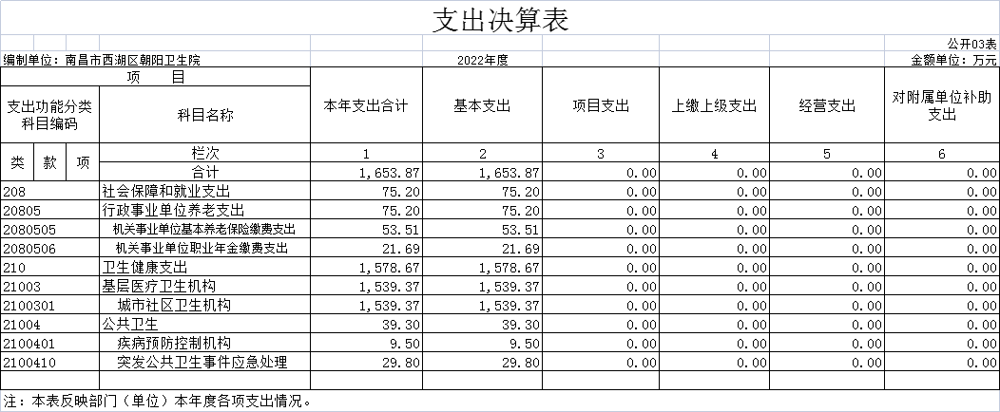 支出决算表
公开03表
编制单位：南昌市西湖区朝阳卫生院 2022年度 金额单位：万元
项 目 本年支出合计 基本支出 项目支出 上缴上级支出 经营支出 对附属单位补助支出
支出功能分类科目编码 科目名称
类 款 项 栏次 1 2 3 4 5 6
合计 1,653.87 1,653.87 0.00 0.00 0.00 0.00
208 社会保障和就业支出 75.20 75.20 0.00 0.00 0.00 0.00
20805 行政事业单位养老支出 75.20 75.20 0.00 0.00 0.00 0.00
2080505 机关事业单位基本养老保险缴费支出 53.51 53.51 0.00 0.00 0.00 0.00
2080506 机关事业单位职业年金缴费支出 21.69 21.69 0.00 0.00 0.00 0.00
210 卫生健康支出 1,578.67 1,578.67 0.00 0.00 0.00 0.00
21003 基层医疗卫生机构 1,539.37 1,539.37 0.00 0.00 0.00 0.00
2100301 城市社区卫生机构 1,539.37 1,539.37 0.00 0.00 0.00 0.00
21004 公共卫生 39.30 39.30 0.00 0.00 0.00 0.00
2100401 疾病预防控制机构 9.50 9.50 0.00 0.00 0.00 0.00
2100410 突发公共卫生事件应急处理 29.80 29.80 0.00 0.00 0.00 0.00
注：本表反映部门（单位）本年度各项支出情况。